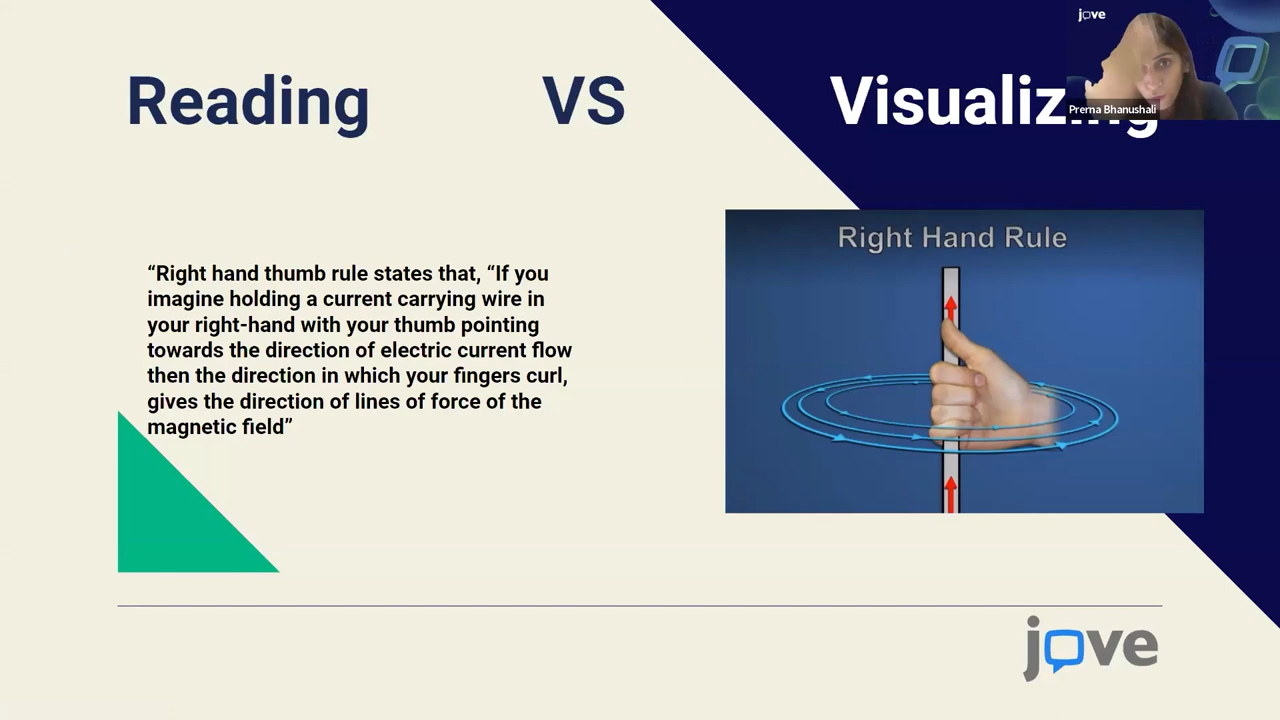 jove
Prerna Bhanushali
Reading VS Visualizing
“Right hand thumb rule states that, “If you
imagine holding a current carrying wire in
your right-hand with your thumb pointing
towards the direction of electric current flow
then the direction in which your fingers curl,
gives the direction of lines of force of the
magnetic field”
Right Hand Rule
jove